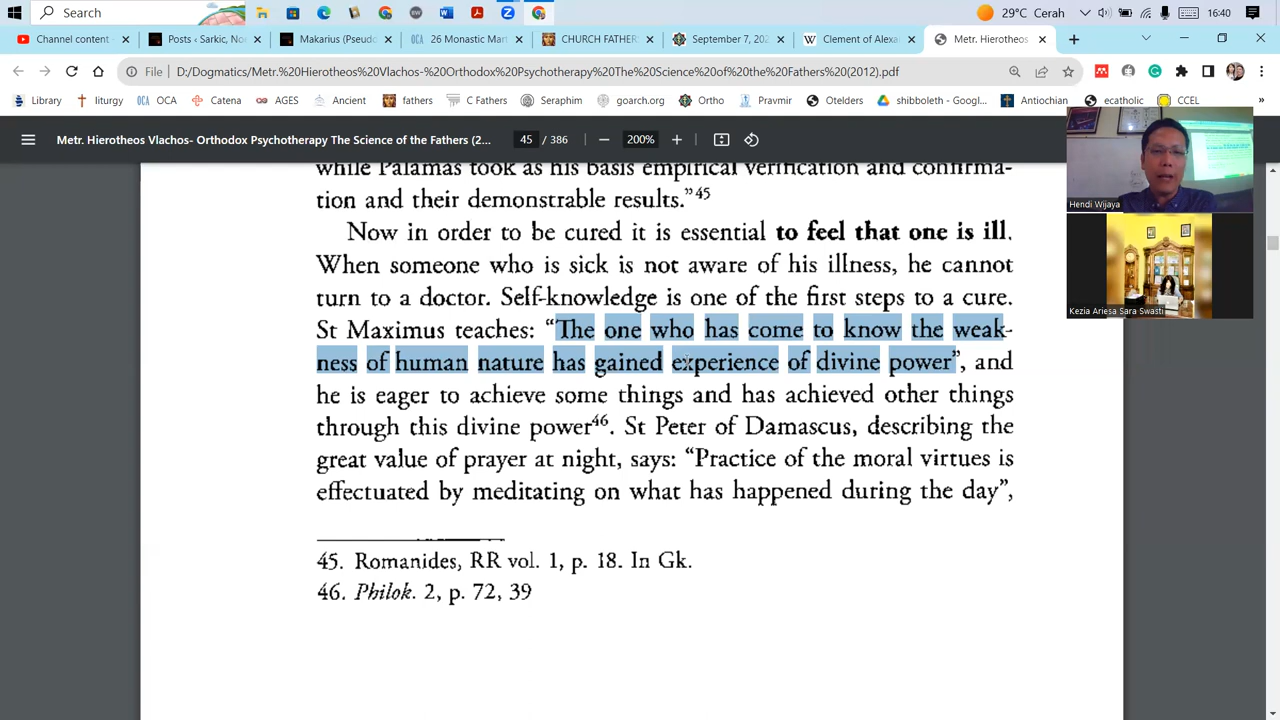 Search
29°C Cerah
16:40
Channel content -
Posts ‹ Sarkic, Noe
Makarius (Pseudo
26 Monastic Mart
CHURCH FATHER
September 7, 202
Clement of Alexa
Metr. Hierotheos
File
D:/Dogmatics/Metr.%20Hierotheos%20Vlachos-%20Orthodox%20Psychotherapy%20The%20Science%20of%20the%20Fathers%20(2012).pdf
Library
liturgy
OCA
Catena
AGES
Ancient
fathers
C Fathers
Seraphim
goarch.org
Ortho
Pravmir
Otelders
shibboleth - Googl...
Antiochian
ecatholic
CCEL
Metr. Hierotheos Vlachos- Orthodox Psychotherapy The Science of the Fathers (2...
45 / 386
200%
while Palamas took as his basis empirical verification and confirma-
tion and their demonstrable results.”45
Now in order to be cured it is essential to feel that one is ill.
When someone who is sick is not aware of his illness, he cannot
turn to a doctor. Self-knowledge is one of the first steps to a cure.
St Maximus teaches: “The one who has come to know the weak-
ness of human nature has gained experience of divine power”, and
he is eager to achieve some things and has achieved other things
through this divine power46. St Peter of Damascus, describing the
great value of prayer at night, says: “Practice of the moral virtues is
effectuated by meditating on what has happened during the day”,
45. Romanides, RR vol. 1, p. 18. In Gk.
46. Philok. 2, p. 72, 39
Hendi Wijaya
Kezia Ariesa Sara Swasti